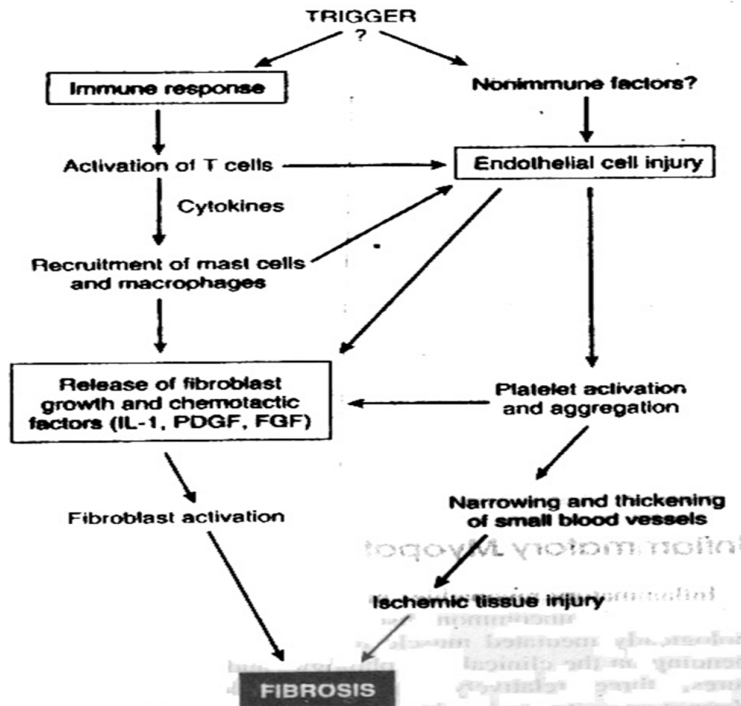 TRIGGER
?
Immune response
Nonimmune factors?
Activation of T cells
Endothelial cell injury
Cytokines
Recruitment of mast cells
and macrophages
Release of fibroblast
growth and chemotactic
factors (IL-1, PDGF, FGF)
Platelet activation
and aggregation
Fibroblast activation
Narrowing and thickening
of small blood vessels
Ischemic tissue injury
FIBROSIS